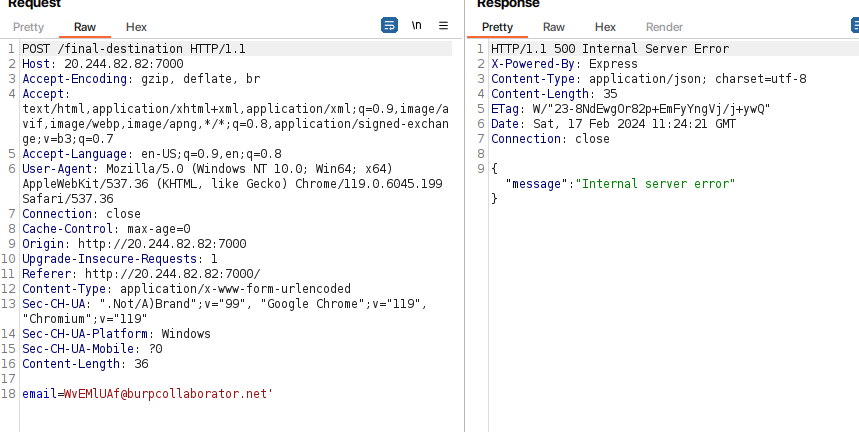 Request
Pretty Raw Hex
\n
1 POST /final-destination HTTP/1.1
2 Host: 20.244.82.82:7000
3 Accept-Encoding: gzip, deflate, br
4 Accept:
text/html,application/xhtml+xml,application/xml;q=0.9,image/a
vif,image/webp,image/apng,*/*;q=0.8,application/signed-exchan
ge;v=b3;q=0.7
5 Accept-Language: en-US;q=0.9,en;q=0.8
6 User-Agent: Mozilla/5.0 (Windows NT 10.0; Win64; x64)
AppleWebKit/537.36 (KHTML, like Gecko) Chrome/119.0.6045.199
Safari/537.36
7 Connection: close
8 Cache-Control: max-age=0
9 Origin: http://20.244.82.82:7000
10 Upgrade-Insecure-Requests: 1
11 Referer: http://20.244.82.82:7000/
12 Content-Type: application/x-www-form-urlencoded
13 Sec-CH-UA: ".Not/A)Brand";v="99", "Google Chrome";v="119",
"Chromium";v="119"
14 Sec-CH-UA-Platform: Windows
15 Sec-CH-UA-Mobile: ?0
16 Content-Length: 36
17
18 email=WvEMlUAf@burpcollaborator.net'
Response
Pretty Raw Hex Render
1 HTTP/1.1 500 Internal Server Error
2 X-Powered-By: Express
3 Content-Type: application/json; charset=utf-8
4 Content-Length: 35
5 ETag: W/"23-8NdEwgOr82p+EmFyYngVj/j+ywQ"
6 Date: Sat, 17 Feb 2024 11:24:21 GMT
7 Connection: close
8
9 {
"message":"Internal server error"
}